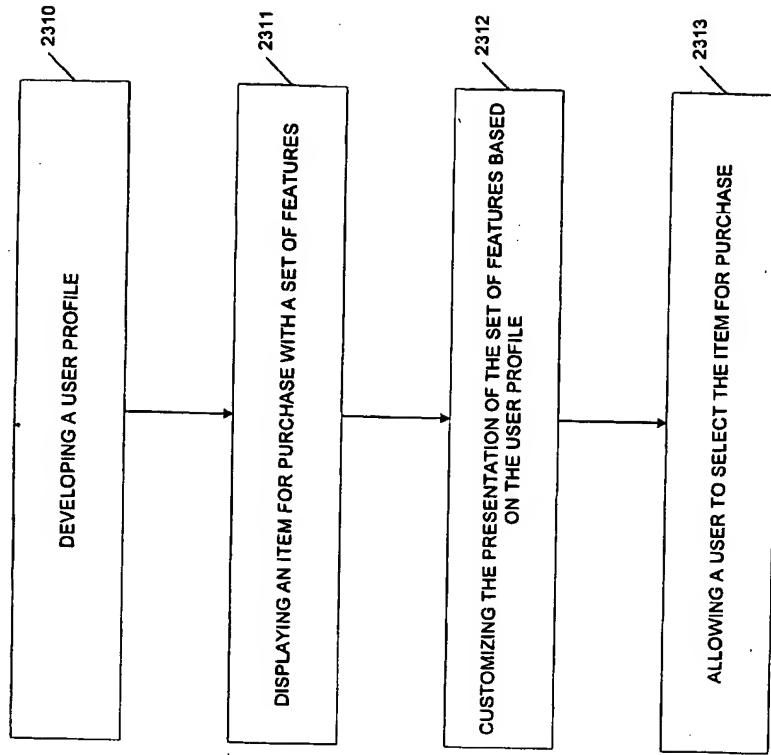 2310
DEVELOPING A USER PROFILE
2311
DISPLAYING AN ITEM FOR PURCHASE WITH A SET OF FEATURES
2312
CUSTOMIZING THE PRESENTATION OF THE SET OF FEATURES BASED
ON THE USER PROFILE
2313
ALLOWING A USER TO SELECT THE ITEM FOR PURCHASE